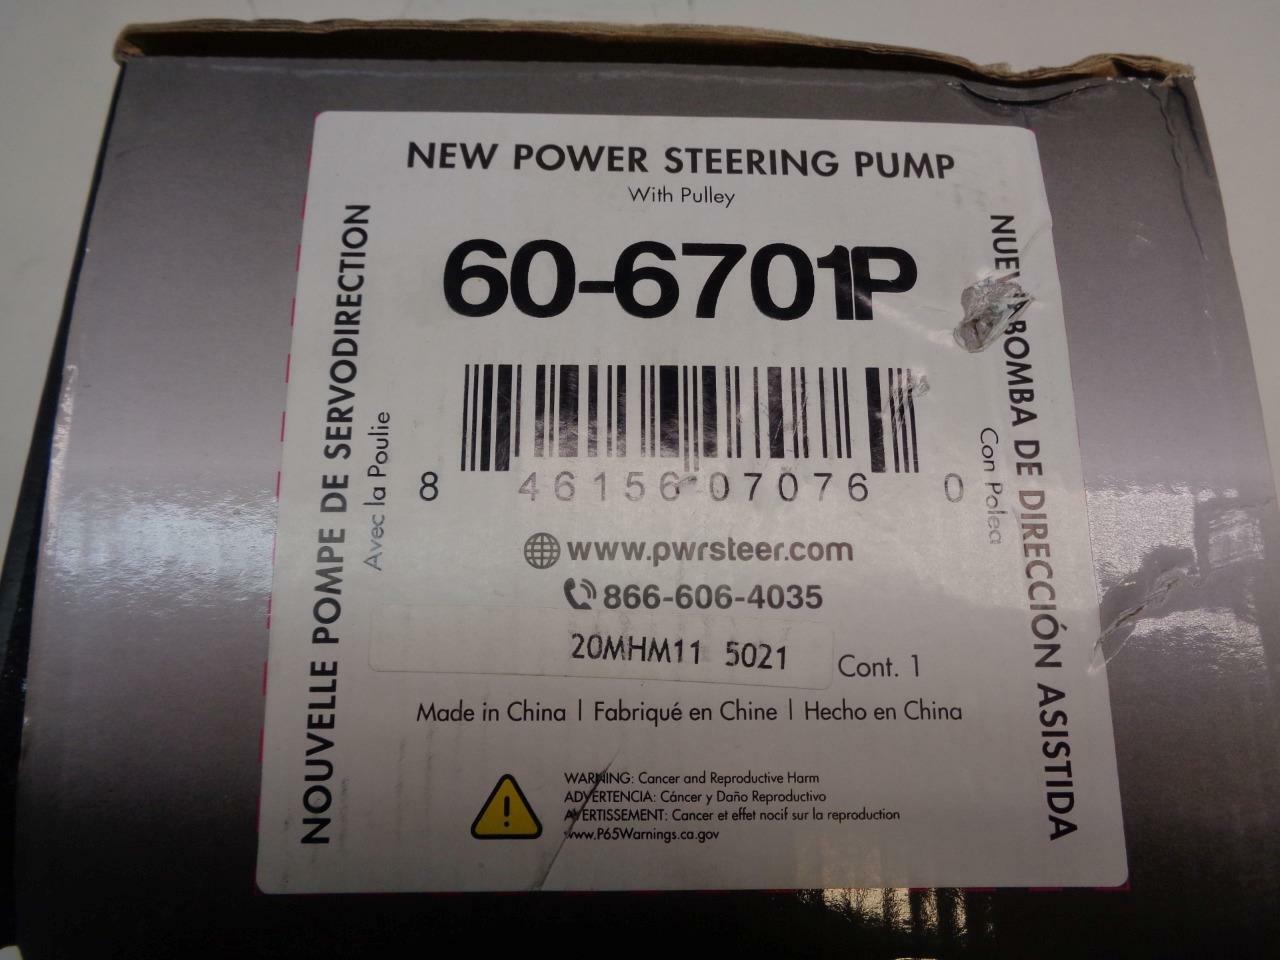 NEW POWER STEERING PUMP
With Pulley
60-6701P
8 46156 07076 0
www.pwrsteer.com
866-606-4035
20MHM11 5021
Cont. 1
Made in China | Fabriqué en Chine | Hecho en China
WARNING: Cancer and Reproductive Harm
ADVERTENCIA: Cáncer y Daño Reproductivo
AVERTISSEMENT: Cancer et effet nocif sur la reproduction
www.P65Warnings.ca.gov
NOUVELLE POMPE DE SERVODIRECTION
Avec la Poulie
NUEVA BOMBA DE DIRECCIÓN ASISTIDA
Con Polea